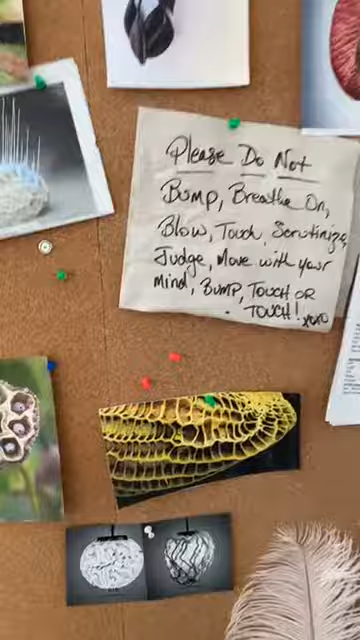 Please Do Not
Bump, Breathe On,
Blow, Touch, Scrutinize,
Judge, Move with your
mind, BUMP, TOUCH OR
TOUCH! xoxo